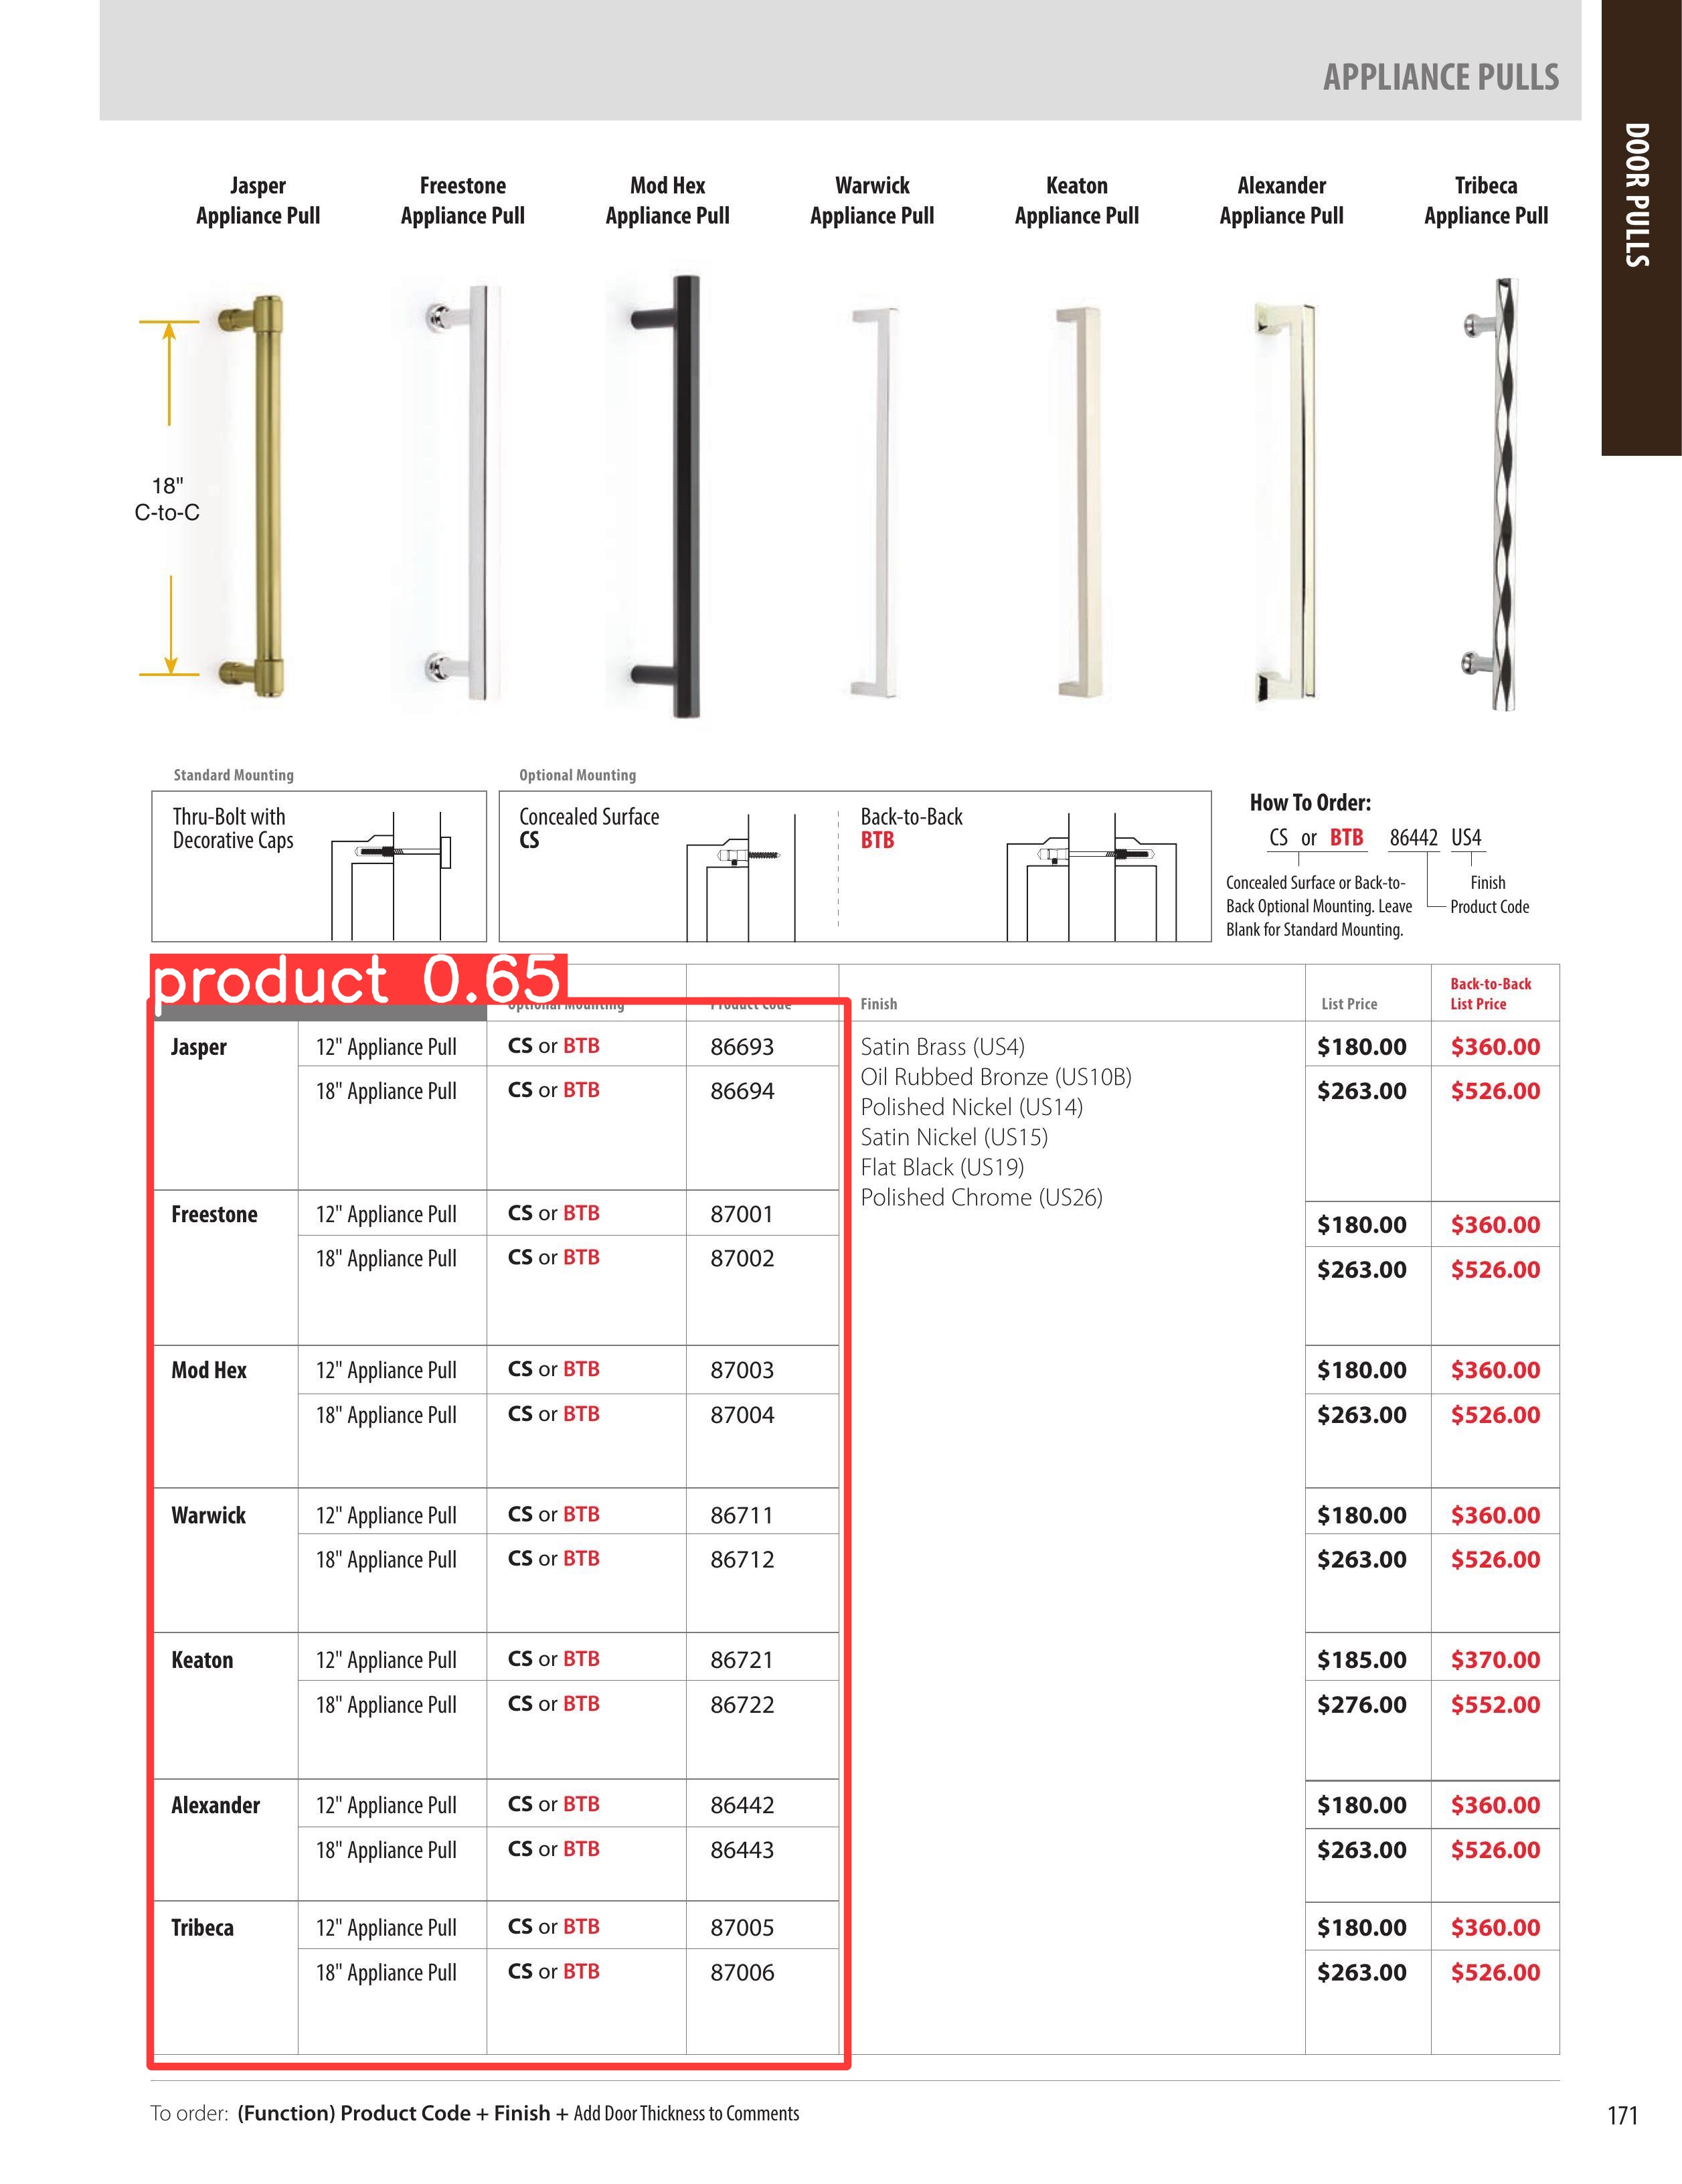 APPLIANCE PULLS
DOOR PULLS
Jasper
Appliance Pull
Freestone
Appliance Pull
Mod Hex
Appliance Pull
Warwick
Appliance Pull
Keaton
Appliance Pull
Alexander
Appliance Pull
Tribeca
Appliance Pull
18"
C-to-C
Standard Mounting
Thru-Bolt with
Decorative Caps
Optional Mounting
Concealed Surface
CS
Back-to-Back
BTB
How To Order:
CS or BTB 86442 US4
Concealed Surface or Back-to-
Back Optional Mounting. Leave
Blank for Standard Mounting.
Finish
Product Code
product 0.65
Optional Mounting Product Code Finish List Price Back-to-Back
List Price
Jasper 12" Appliance Pull CS or BTB 86693 Satin Brass (US4) $180.00 $360.00
Oil Rubbed Bronze (US10B)
18" Appliance Pull CS or BTB 86694 $263.00 $526.00
Polished Nickel (US14)
Satin Nickel (US15)
Flat Black (US19)
Polished Chrome (US26)
Freestone 12" Appliance Pull CS or BTB 87001 $180.00 $360.00
18" Appliance Pull CS or BTB 87002 $263.00 $526.00
Mod Hex 12" Appliance Pull CS or BTB 87003 $180.00 $360.00
18" Appliance Pull CS or BTB 87004 $263.00 $526.00
Warwick 12" Appliance Pull CS or BTB 86711 $180.00 $360.00
18" Appliance Pull CS or BTB 86712 $263.00 $526.00
Keaton 12" Appliance Pull CS or BTB 86721 $185.00 $370.00
18" Appliance Pull CS or BTB 86722 $276.00 $552.00
Alexander 12" Appliance Pull CS or BTB 86442 $180.00 $360.00
18" Appliance Pull CS or BTB 86443 $263.00 $526.00
Tribeca 12" Appliance Pull CS or BTB 87005 $180.00 $360.00
18" Appliance Pull CS or BTB 87006 $263.00 $526.00
To order: (Function) Product Code + Finish + Add Door Thickness to Comments
171